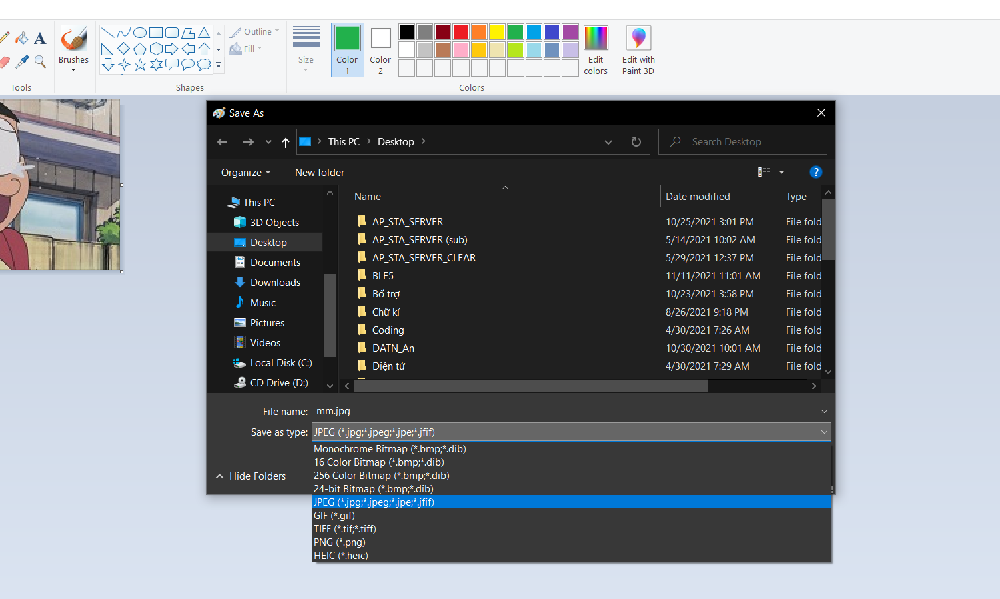 Brushes
Outline
Fill
Size
Color
1
Color
2
Edit
colors
Edit with
Paint 3D
Tools
Shapes
Colors
Save As
This PC
Desktop
Search Desktop
Organize
New folder
?
This PC
3D Objects
Desktop
Documents
Downloads
Music
Pictures
Videos
Local Disk (C:)
CD Drive (D:)
Name
Date modified
Type
AP_STA_SERVER
10/25/2021 3:01 PM
File fold
AP_STA_SERVER (sub)
5/14/2021 10:02 AM
File fold
AP_STA_SERVER_CLEAR
5/29/2021 12:37 PM
File fold
BLE5
11/11/2021 11:01 AM
File fold
Bổ trợ
10/23/2021 3:58 PM
File fold
Chữ kí
8/26/2021 9:18 PM
File fold
Coding
4/30/2021 7:26 AM
File fold
ĐATN_An
10/30/2021 10:01 AM
File fold
Điện tử
4/30/2021 7:29 AM
File fold
File name:
mm.jpg
Save as type:
JPEG (*.jpg;*.jpeg;*.jpe;*.jfif)
Monochrome Bitmap (*.bmp;*.dib)
16 Color Bitmap (*.bmp;*.dib)
256 Color Bitmap (*.bmp;*.dib)
24-bit Bitmap (*.bmp;*.dib)
JPEG (*.jpg;*.jpeg;*.jpe;*.jfif)
GIF (*.gif)
TIFF (*.tif;*.tiff)
PNG (*.png)
HEIC (*.heic)
Hide Folders